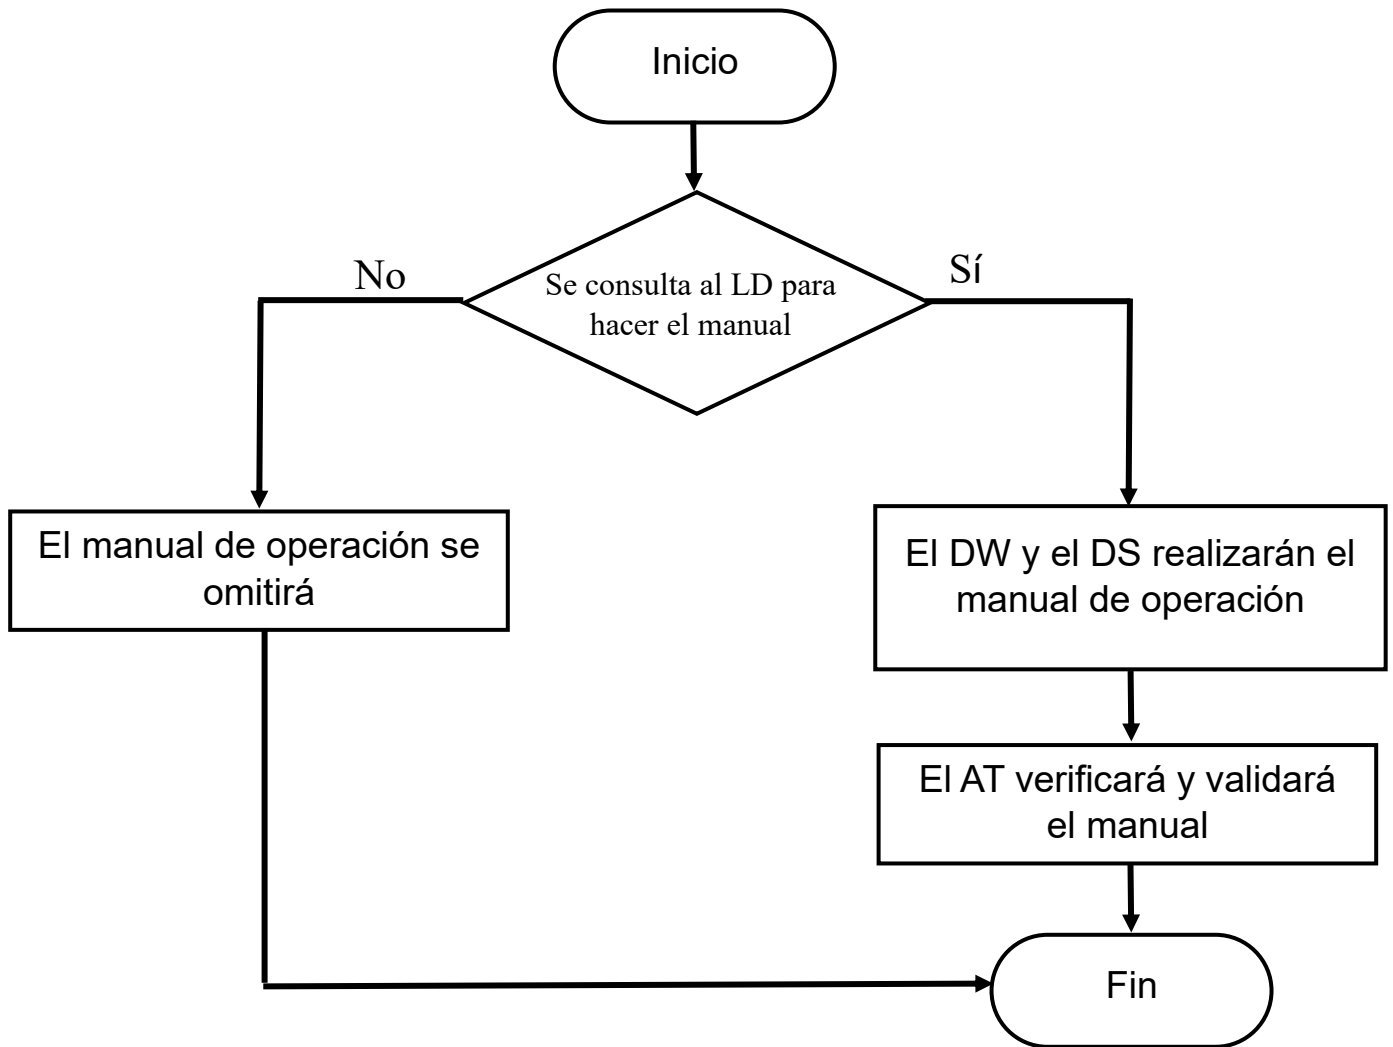 Inicio
No
Sí
Se consulta al LD para
hacer el manual
El manual de operación se
omitirá
El DW y el DS realizarán el
manual de operación
El AT verificará y validará
el manual
Fin